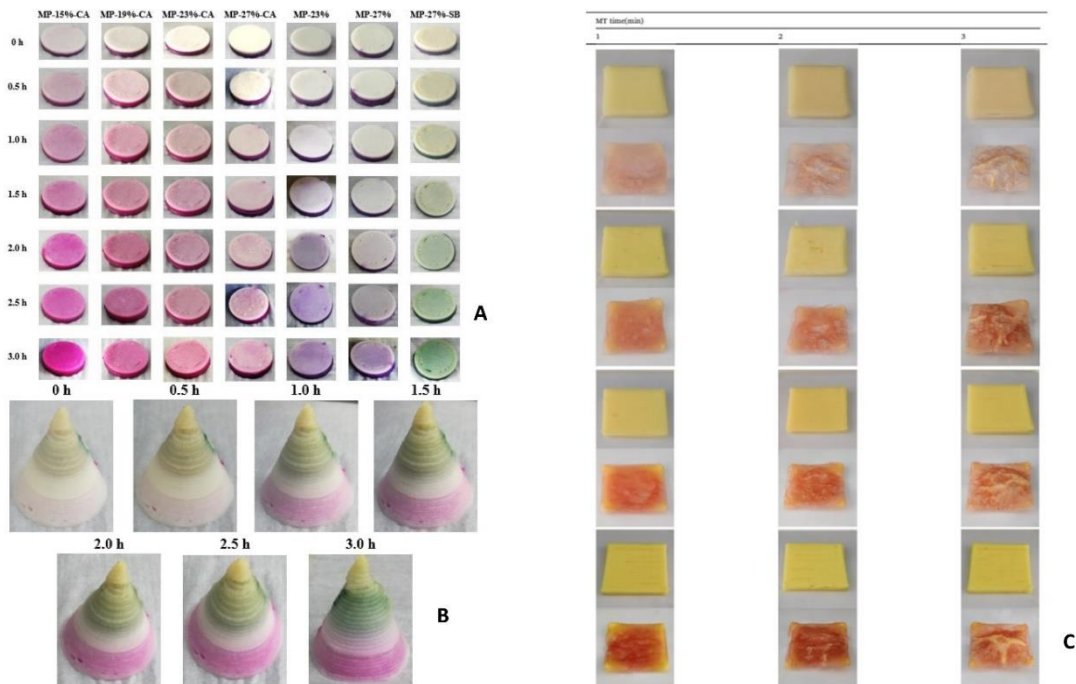 MP-15%-CA MP-19%-CA MP-23%-CA MP-27%-CA MP-23% MP-27% MP-27%-SB
0 h
0.5 h
1.0 h
1.5 h
2.0 h
2.5 h
3.0 h
A
0 h 0.5 h 1.0 h 1.5 h
2.0 h 2.5 h 3.0 h
B
MT time(min)
1 2 3
C